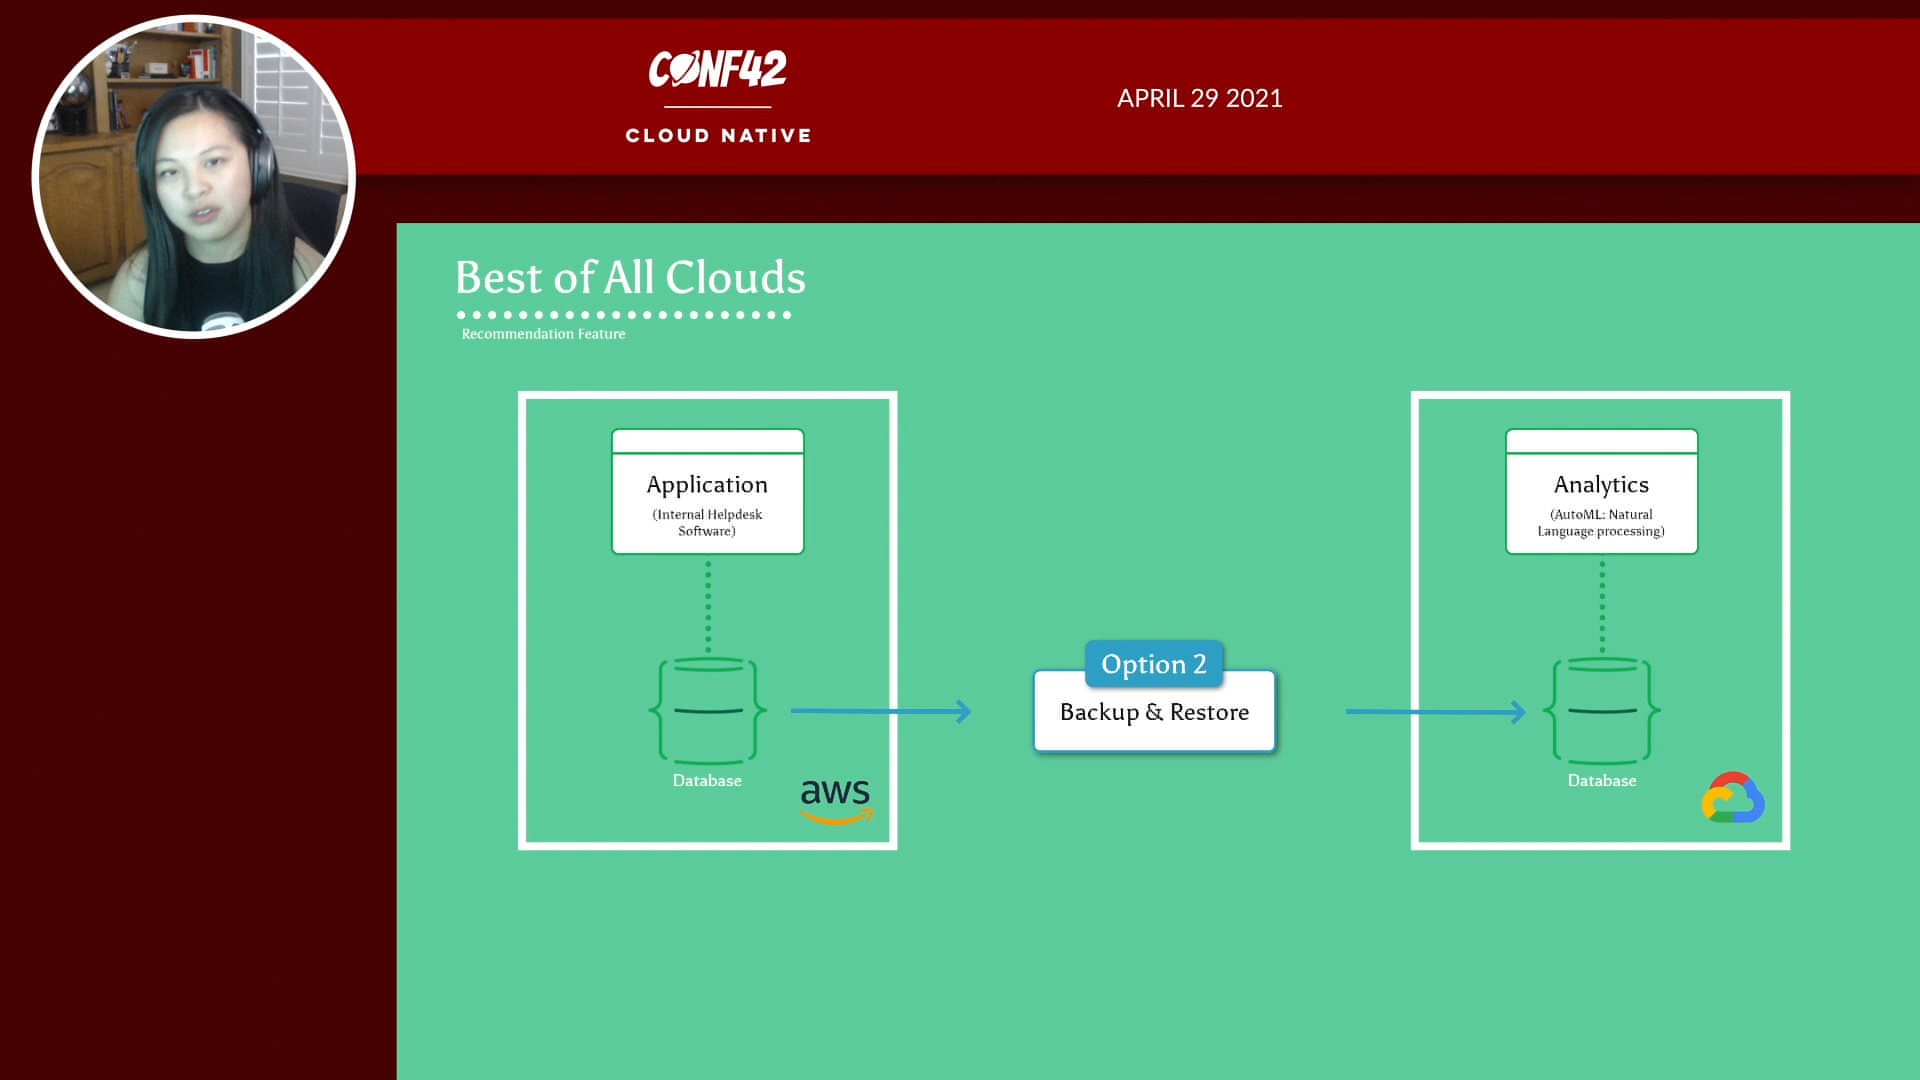 CONF42
CLOUD NATIVE
APRIL 29 2021
Best of All Clouds
Recommendation Feature
Application
(Internal Helpdesk
Software)
Database
aws
Option 2
Backup & Restore
Analytics
(AutoML: Natural
Language processing)
Database